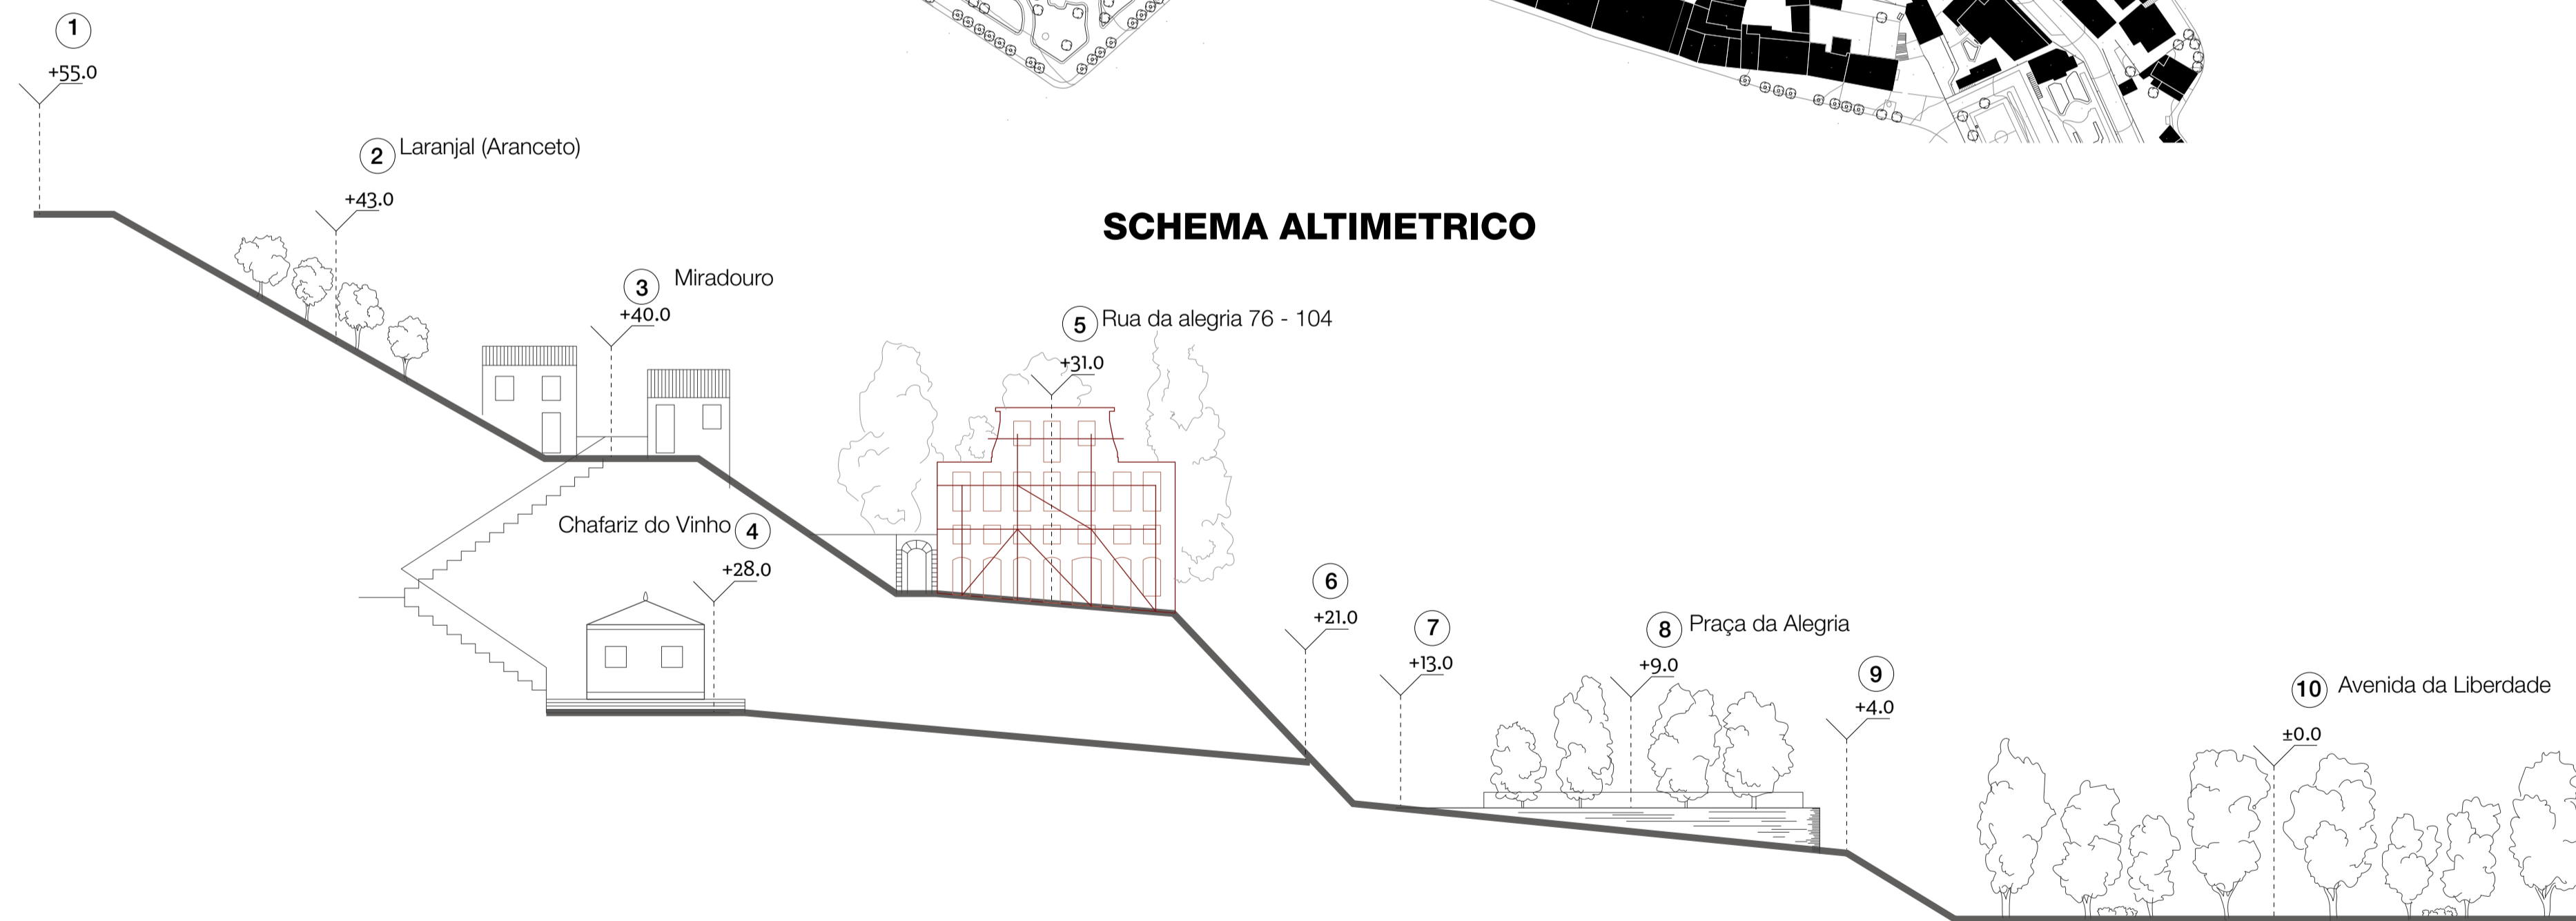 1
+55.0
2 Laranjal (Aranceto)
+43.0
SCHEMA ALTIMETRICO
3 Miradouro
+40.0
5 Rua da alegria 76 - 104
+31.0
Chafariz do Vinho 4
+28.0
6
+21.0
7
+13.0
8 Praça da Alegria
+9.0
9
+4.0
10 Avenida da Liberdade
±0.0